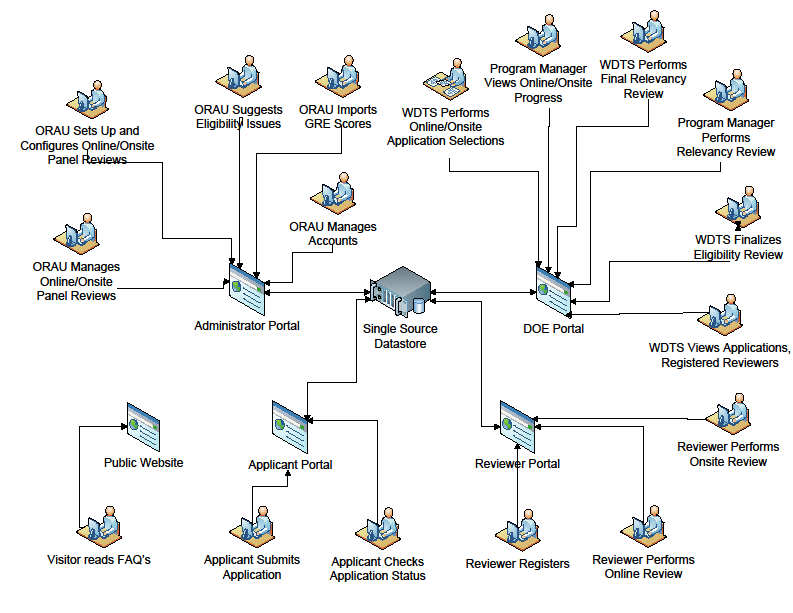 Program Manager
Views Online/Onsite
Progress
WDTS Performs
Final Relevancy
Review
ORAU Suggests
Eligibility Issues
ORAU Imports
GRE Scores
WDTS Performs
Online/Onsite
Application Selections
Program Manager
Performs
Relevancy Review
ORAU Sets Up and
Configures Online/Onsite
Panel Reviews
ORAU Manages
Accounts
WDTS Finalizes
Eligibility Review
ORAU Manages
Online/Onsite
Panel Reviews
Administrator Portal
Single Source
Datastore
DOE Portal
WDTS Views Applications,
Registered Reviewers
Public Website
Applicant Portal
Reviewer Portal
Reviewer Performs
Onsite Review
Visitor reads FAQ's
Applicant Submits
Application
Applicant Checks
Application Status
Reviewer Registers
Reviewer Performs
Online Review